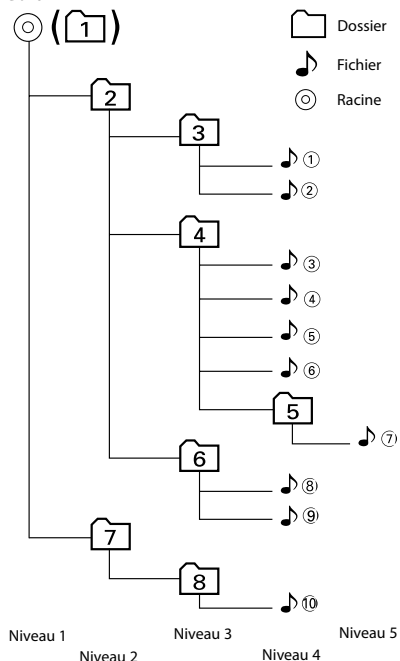 ( 1 )
Dossier
Fichier
Racine
2
3
①
②
4
③
④
⑤
⑥
5
⑦
6
⑧
⑨
7
8
⑩
Niveau 1
Niveau 2
Niveau 3
Niveau 4
Niveau 5